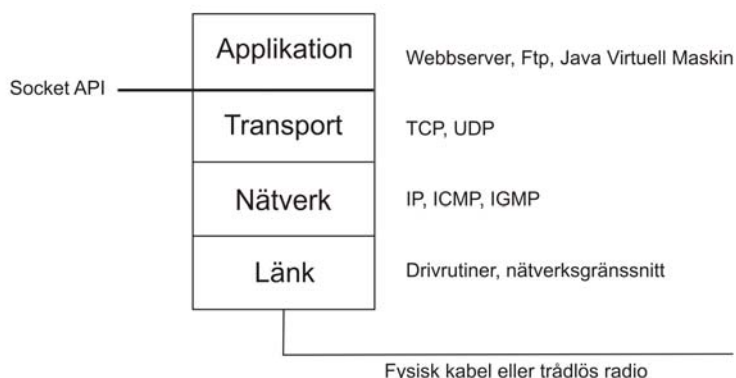 Applikation
Webbserver, Ftp, Java Virtuell Maskin
Socket API
Transport
TCP, UDP
Nätverk
IP, ICMP, IGMP
Länk
Drivrutiner, nätverksgränssnitt
Fysisk kabel eller trådlös radio